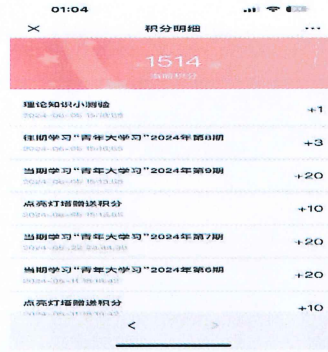 01:04
积分明细
1514
当前积分
理论知识小测验
+1
往期学习“青年大学习”2024年第8期
+3
当期学习“青年大学习”2024年第9期
+20
点亮灯塔赠送积分
+10
当期学习“青年大学习”2024年第7期
+20
当期学习“青年大学习”2024年第6期
+20
点亮灯塔赠送积分
+10